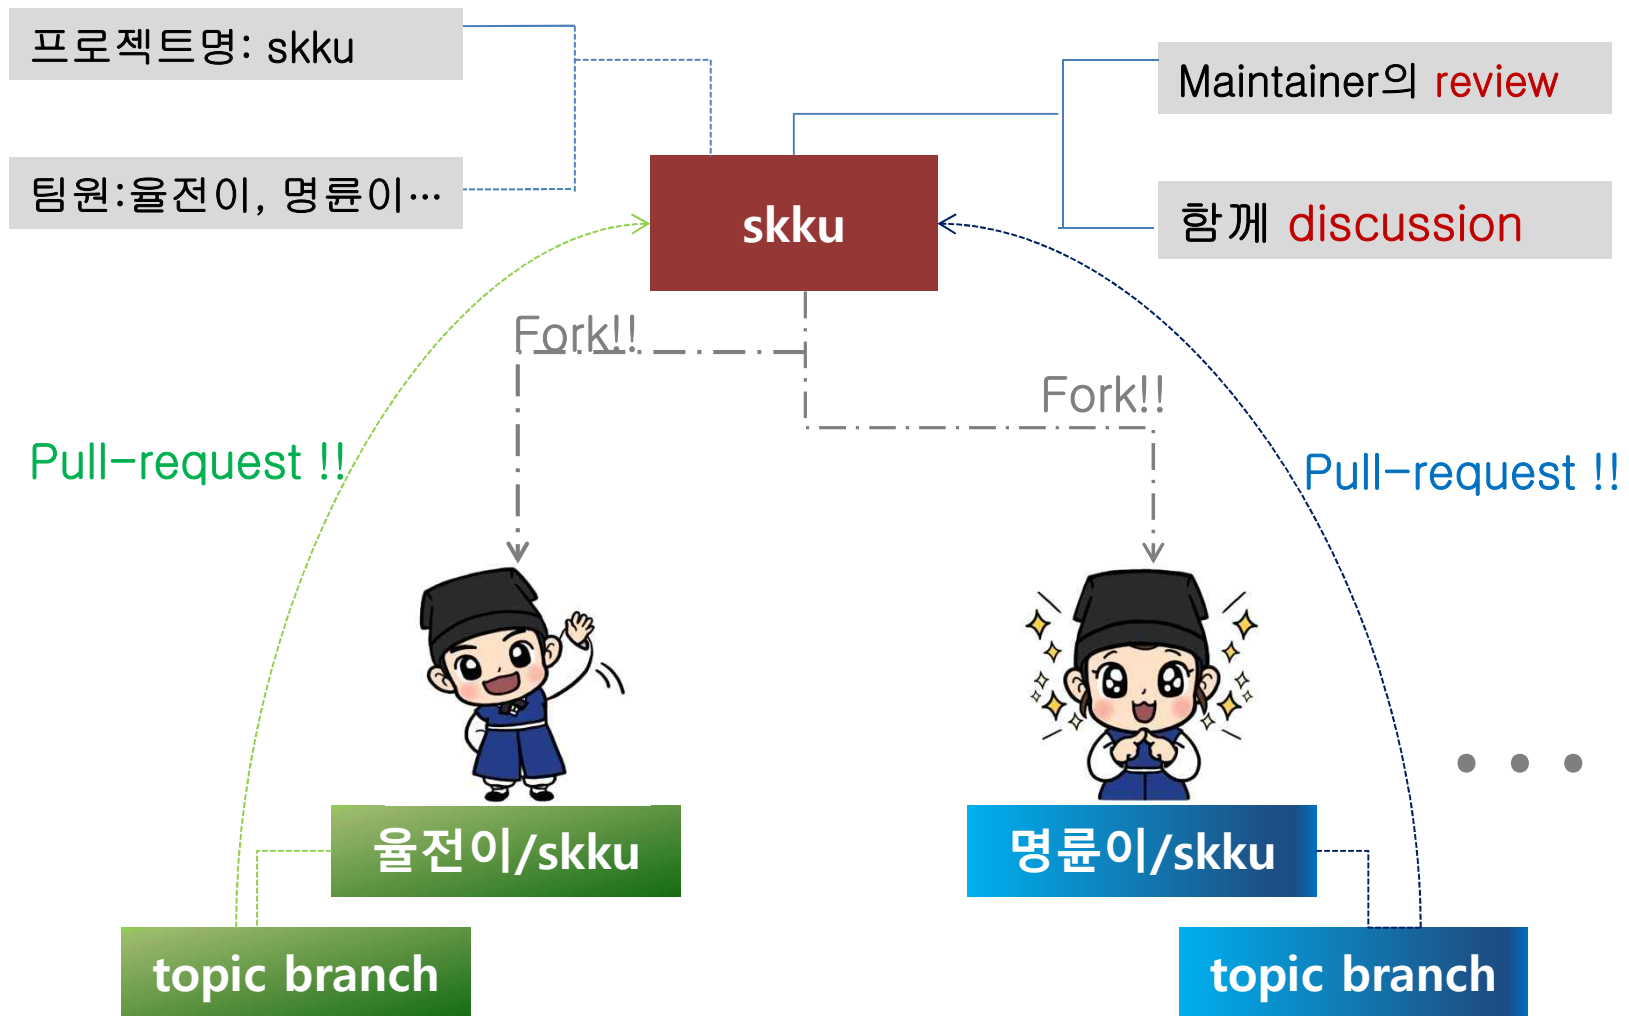 프로젝트명: skku
팀원:율전이, 명륜이…
Maintainer의 review
함께 discussion
skku
Fork!!
Fork!!
Pull-request !!
Pull-request !!
율전이/skku
명륜이/skku
topic branch
topic branch